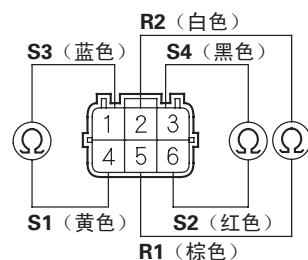 R2（白色）
S3（蓝色） S4（黑色）
1 2 3
Ω Ω Ω
4 5 6
S1（黄色） S2（红色）
R1（棕色）